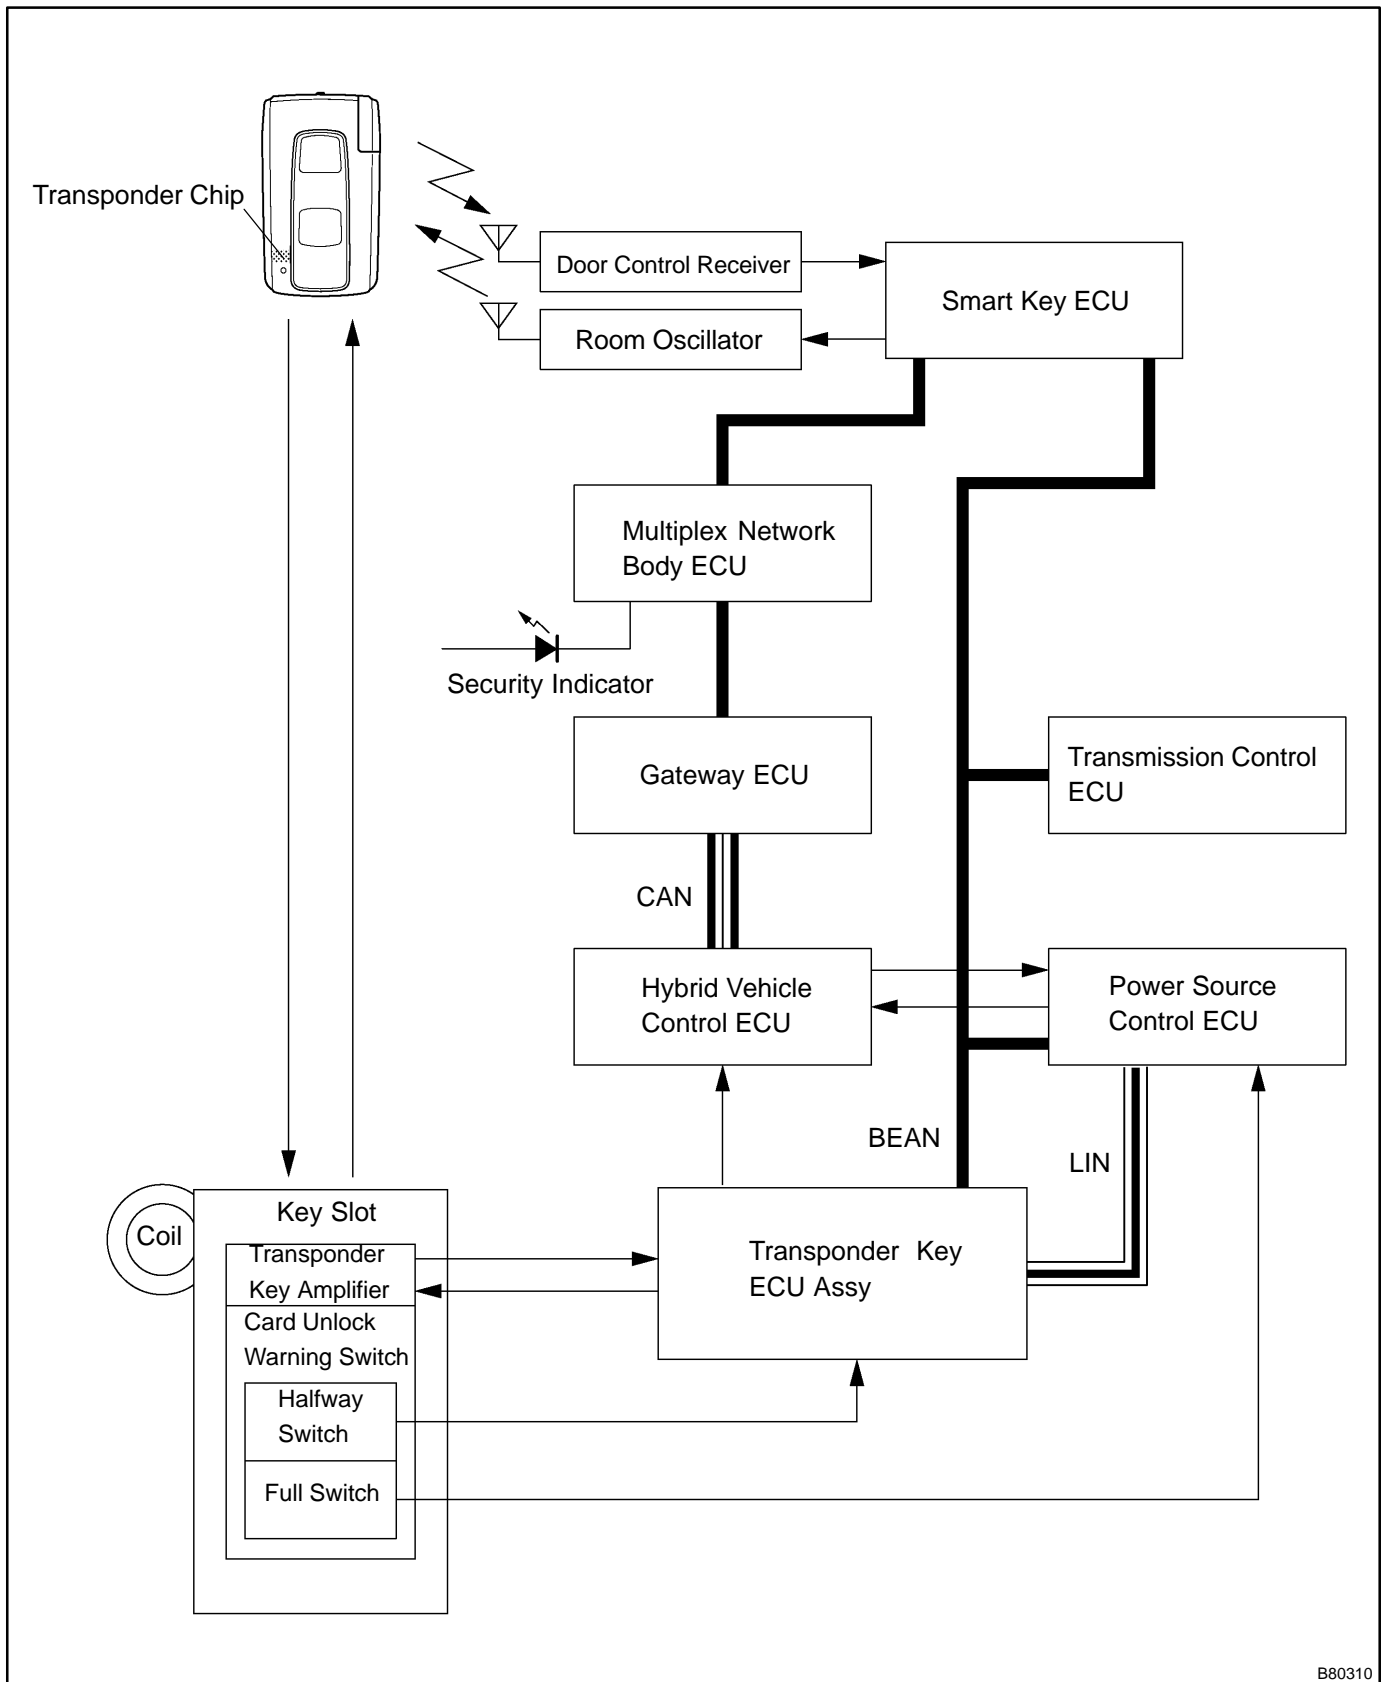 Transponder Chip
Door Control Receiver
Room Oscillator
Smart Key ECU
Multiplex Network
Body ECU
Security Indicator
Gateway ECU
Transmission Control
ECU
CAN
Hybrid Vehicle
Control ECU
Power Source
Control ECU
BEAN
LIN
Coil
Key Slot
Transponder
Key Amplifier
Card Unlock
Warning Switch
Halfway
Switch
Full Switch
Transponder Key
ECU Assy
B80310